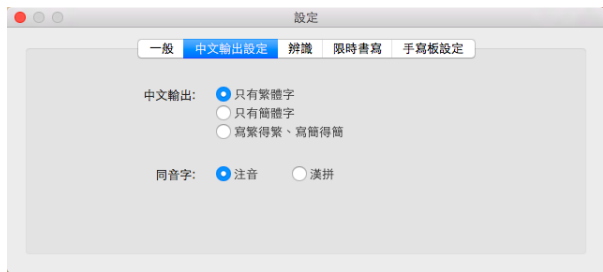 設定
一般 中文輸出設定 辨識 限時書寫 手寫板設定
中文輸出: 只有繁體字
只有簡體字
寫繁得繁、寫簡得簡
同音字: 注音 漢拼